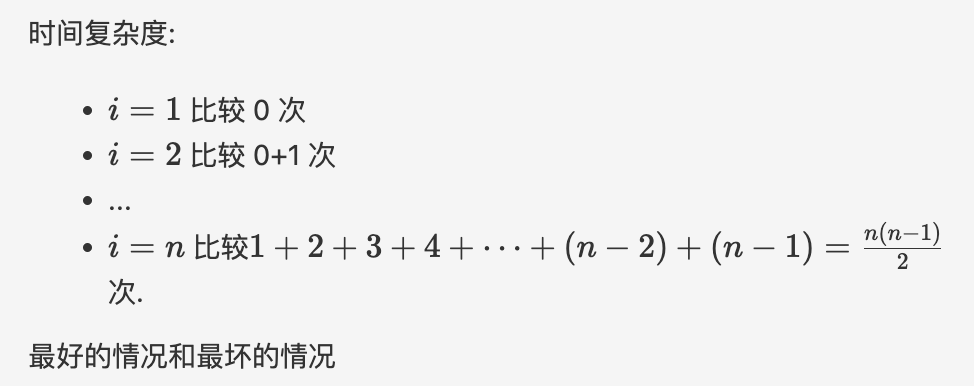 时间复杂度:
• i = 1 比较 0 次
• i = 2 比较 0+1 次
• ...
• i = n 比较1 + 2 + 3 + 4 + ⋯ + (n − 2) + (n − 1) = \frac{n(n−1)}{2}
次.
最好的情况和最坏的情况